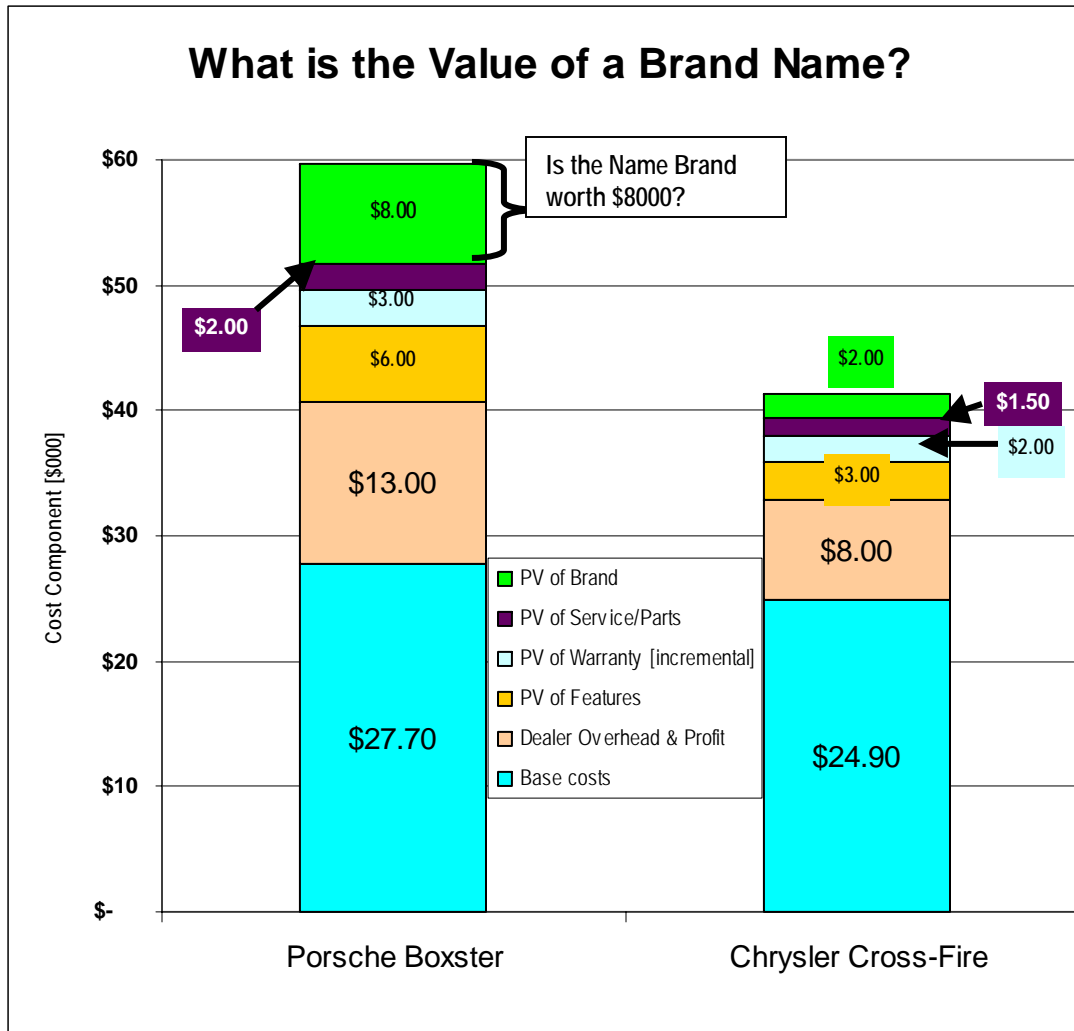 What is the Value of a Brand Name?
Cost Component [$000]
$60
$50
$40
$30
$20
$10
$-
Is the Name Brand
worth $8000?
$8.00
$2.00
$3.00
$6.00
$13.00
$27.70
$2.00
$1.50
$2.00
$3.00
$8.00
$24.90
PV of Brand
PV of Service/Parts
PV of Warranty [incremental]
PV of Features
Dealer Overhead & Profit
Base costs
Porsche Boxster
Chrysler Cross-Fire